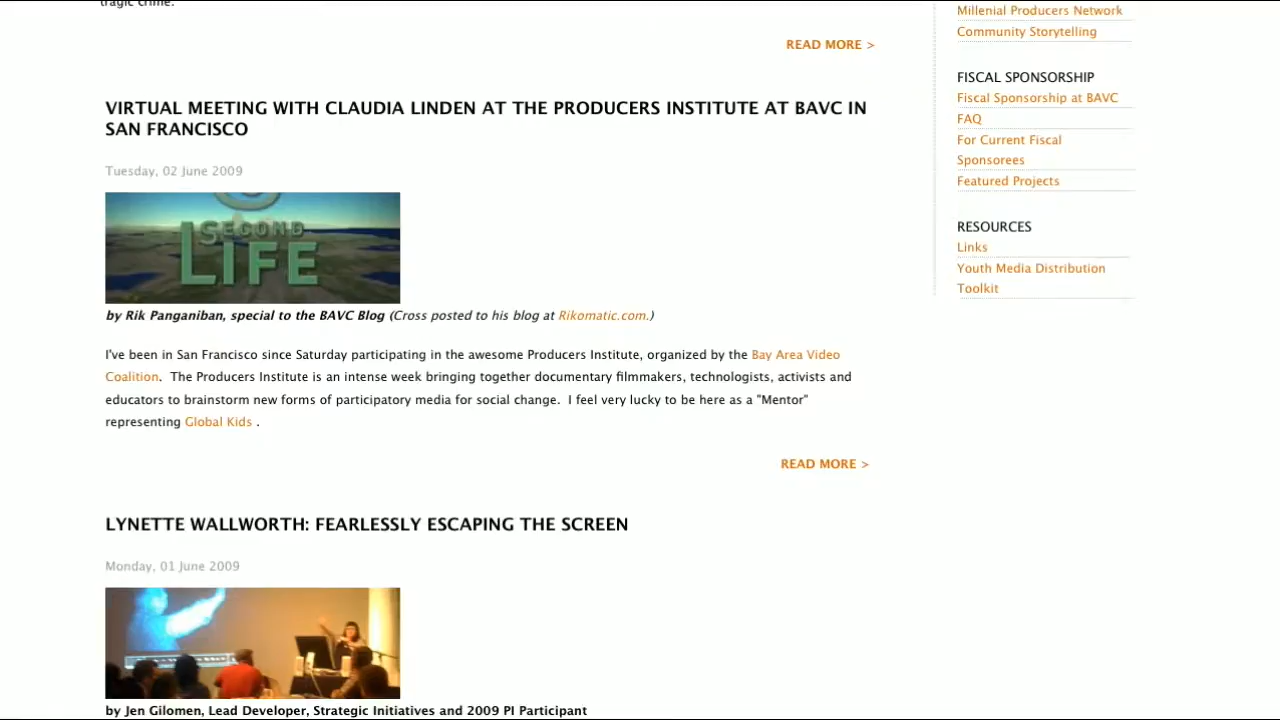 tragic crime.
READ MORE >
VIRTUAL MEETING WITH CLAUDIA LINDEN AT THE PRODUCERS INSTITUTE AT BAVC IN
SAN FRANCISCO
Tuesday, 02 June 2009
SECOND
LIFE
by Rik Panganiban, special to the BAVC Blog (Cross posted to his blog at Rikomatic.com.)
I've been in San Francisco since Saturday participating in the awesome Producers Institute, organized by the Bay Area Video
Coalition.  The Producers Institute is an intense week bringing together documentary filmmakers, technologists, activists and
educators to brainstorm new forms of participatory media for social change.  I feel very lucky to be here as a "Mentor"
representing Global Kids .
READ MORE >
LYNETTE WALLWORTH: FEARLESSLY ESCAPING THE SCREEN
Monday, 01 June 2009
by Jen Gilomen, Lead Developer, Strategic Initiatives and 2009 PI Participant
Millenial Producers Network
Community Storytelling
FISCAL SPONSORSHIP
Fiscal Sponsorship at BAVC
FAQ
For Current Fiscal
Sponsorees
Featured Projects
RESOURCES
Links
Youth Media Distribution
Toolkit